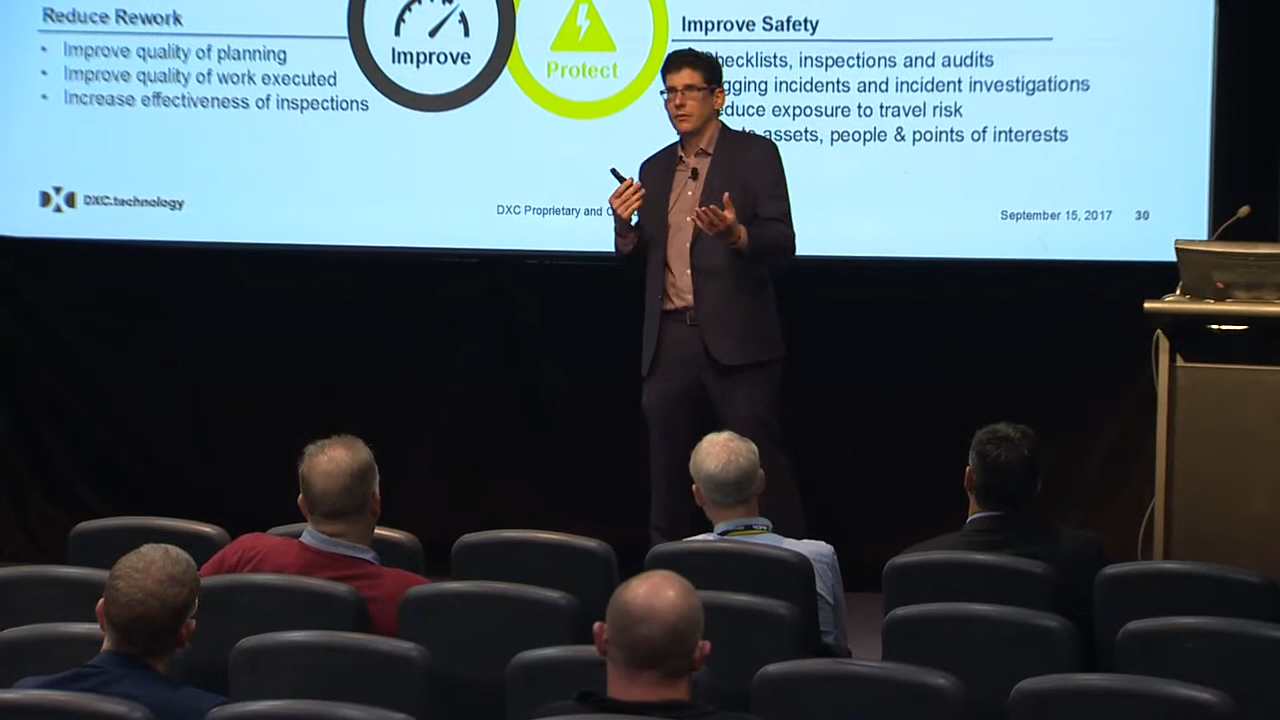 Reduce Rework
• Improve quality of planning
• Improve quality of work executed
• Increase effectiveness of inspections
Improve
Protect
Improve Safety
hecklists, inspections and audits
gging incidents and incident investigations
educe exposure to travel risk
assets, people & points of interests
DXC.technology
DXC Proprietary and
September 15, 2017 30